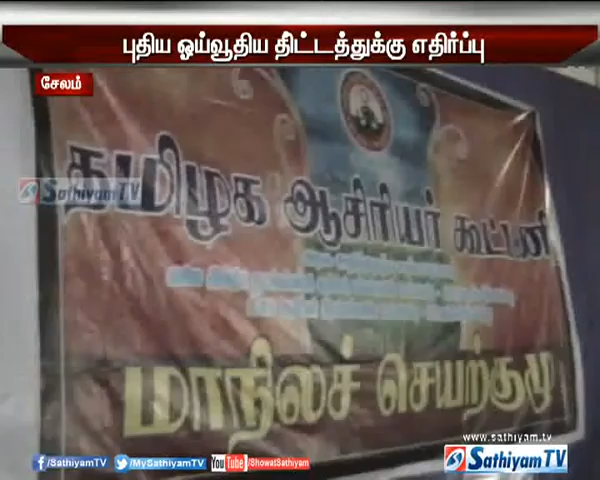 புதிய ஓய்வூதிய திட்டத்துக்கு எதிர்ப்பு
சேலம்
SathiyamTV
தமிழக ஆசிரியர் கூட்டணி
மாநிலச் செயற்குழு
www.sathiyam.tv
SathiyamTV
/SathiyamTV /MySathiyamTV YouTube /ShowatSathiyam